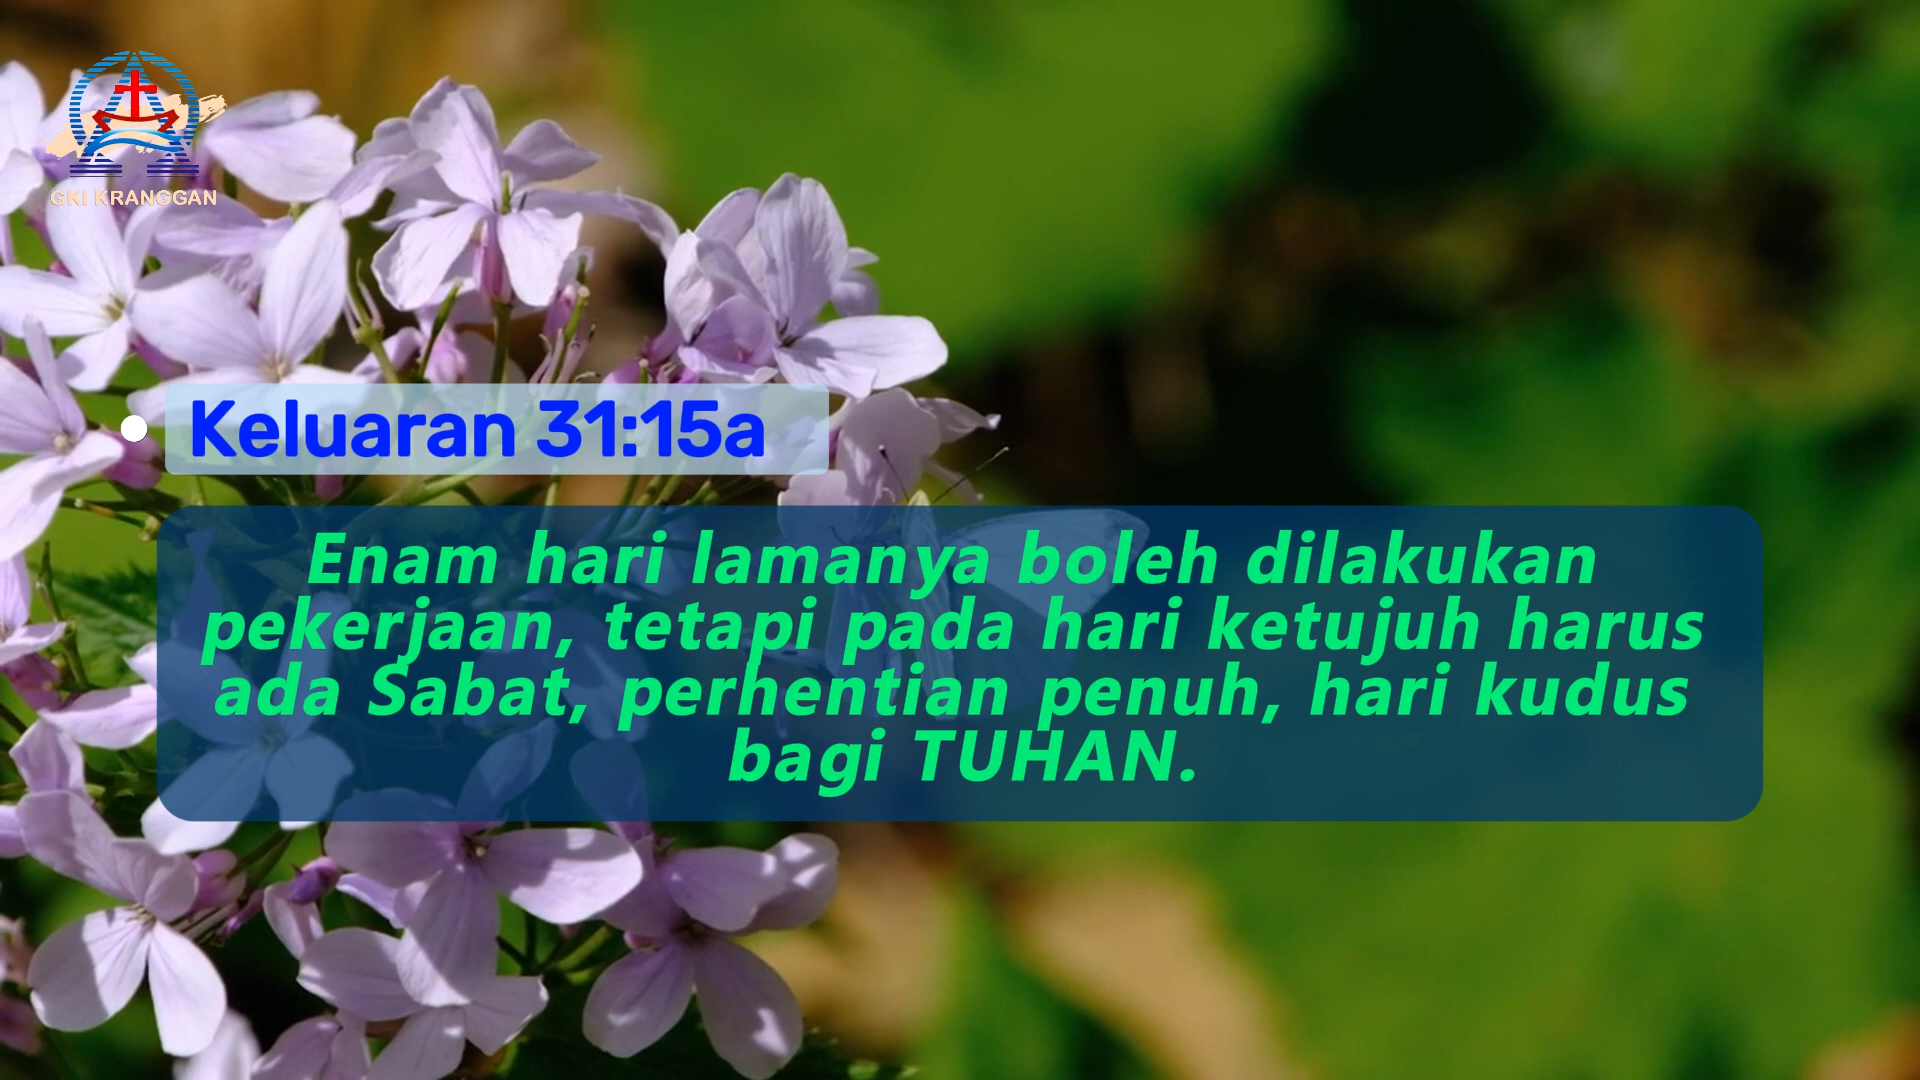 GKI KRANGGAN
Keluaran 31:15a
Enam hari lamanya boleh dilakukan
pekerjaan, tetapi pada hari ketujuh harus
ada Sabat, perhentian penuh, hari kudus
bagi TUHAN.